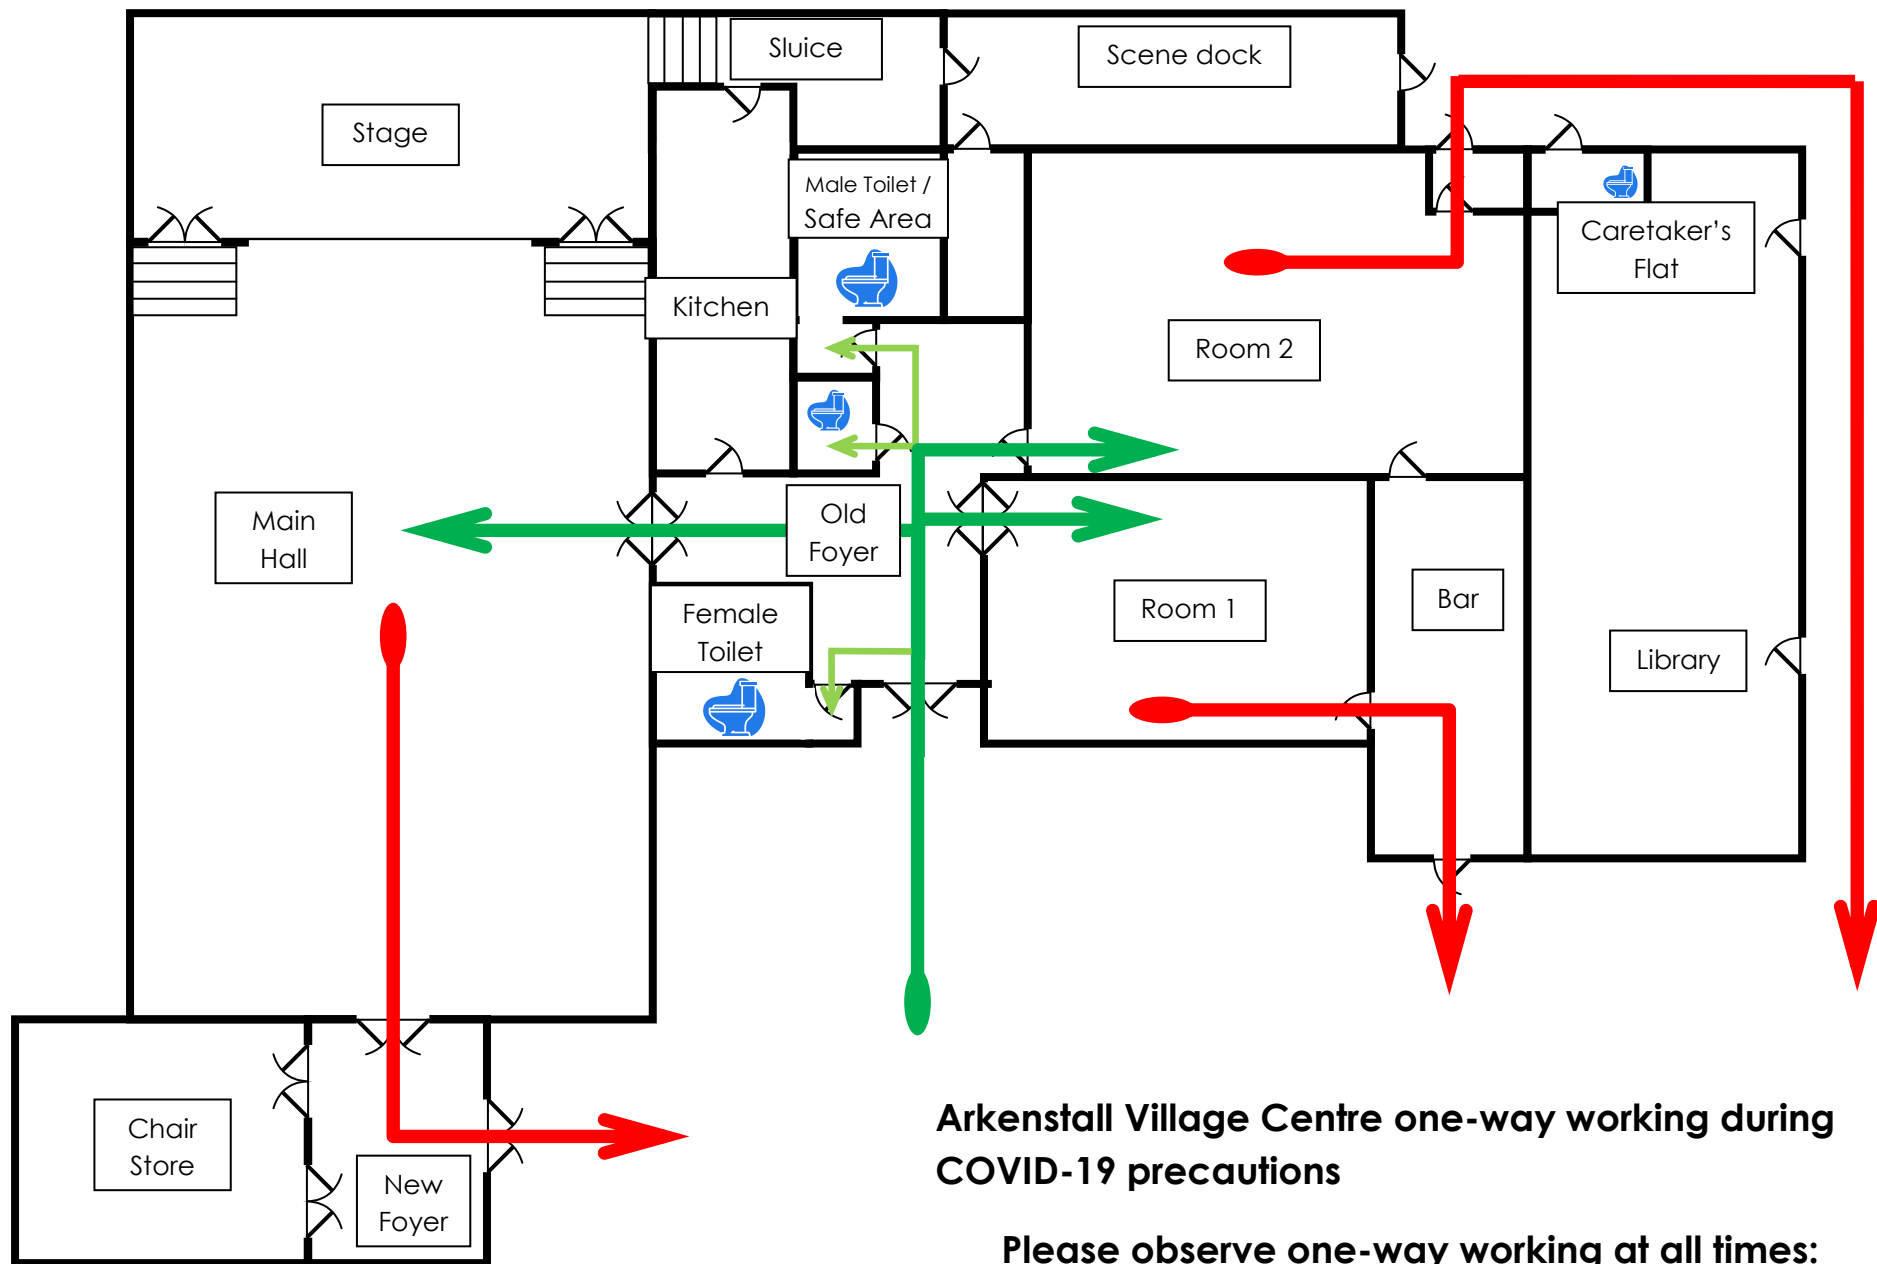 Sluice
Scene dock
Stage
Male Toilet /
Safe Area
Caretaker's
Flat
Kitchen
Room 2
Main
Hall
Old
Foyer
Female
Toilet
Room 1
Bar
Library
Chair
Store
New
Foyer
Arkenstall Village Centre one-way working during
COVID-19 precautions
Please observe one-way working at all times: